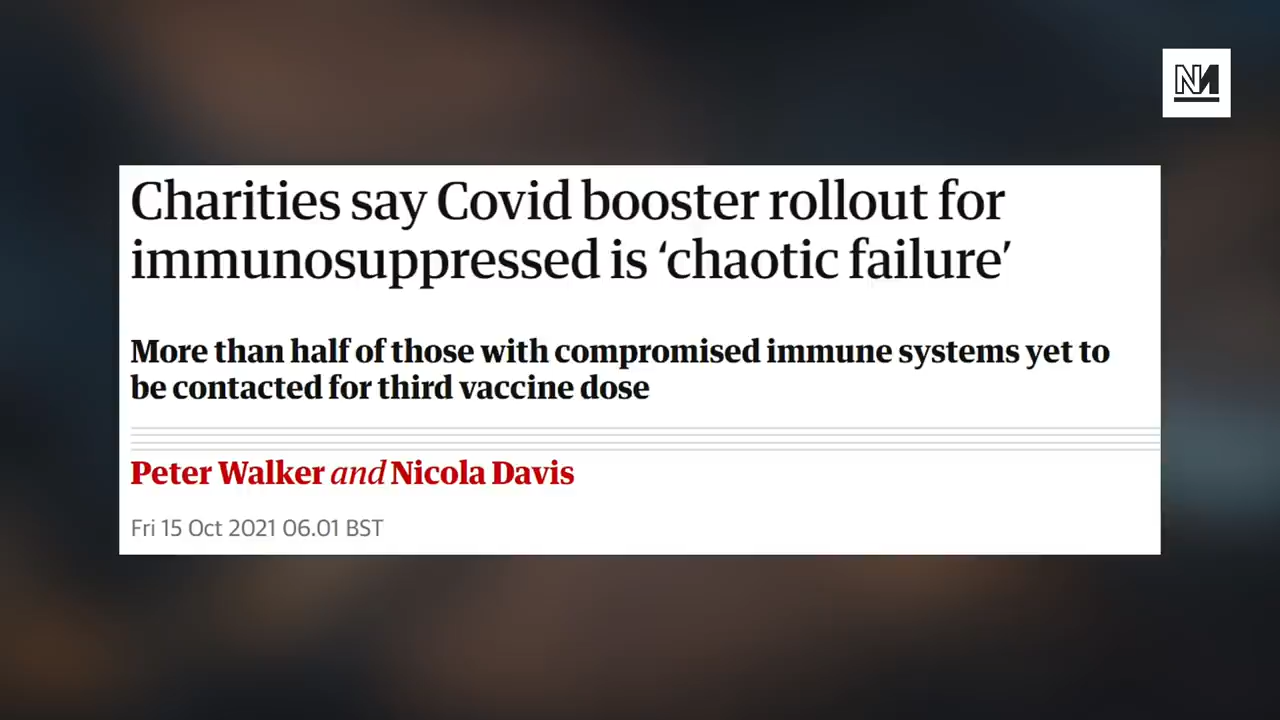 NM
Charities say Covid booster rollout for
immunosuppressed is ‘chaotic failure’
More than half of those with compromised immune systems yet to
be contacted for third vaccine dose
Peter Walker and Nicola Davis
Fri 15 Oct 2021 06.01 BST